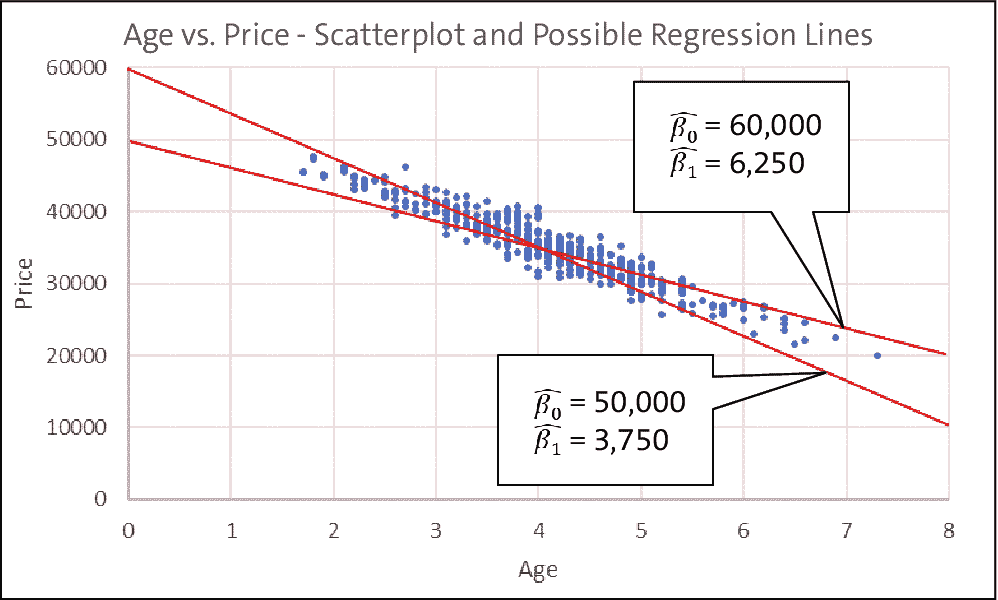 Age vs. Price - Scatterplot and Possible Regression Lines
60000
50000
40000
30000
20000
10000
0
Price
β̂₀ = 60,000
β̂₁ = 6,250
β̂₀ = 50,000
β̂₁ = 3,750
0 1 2 3 4 5 6 7 8
Age